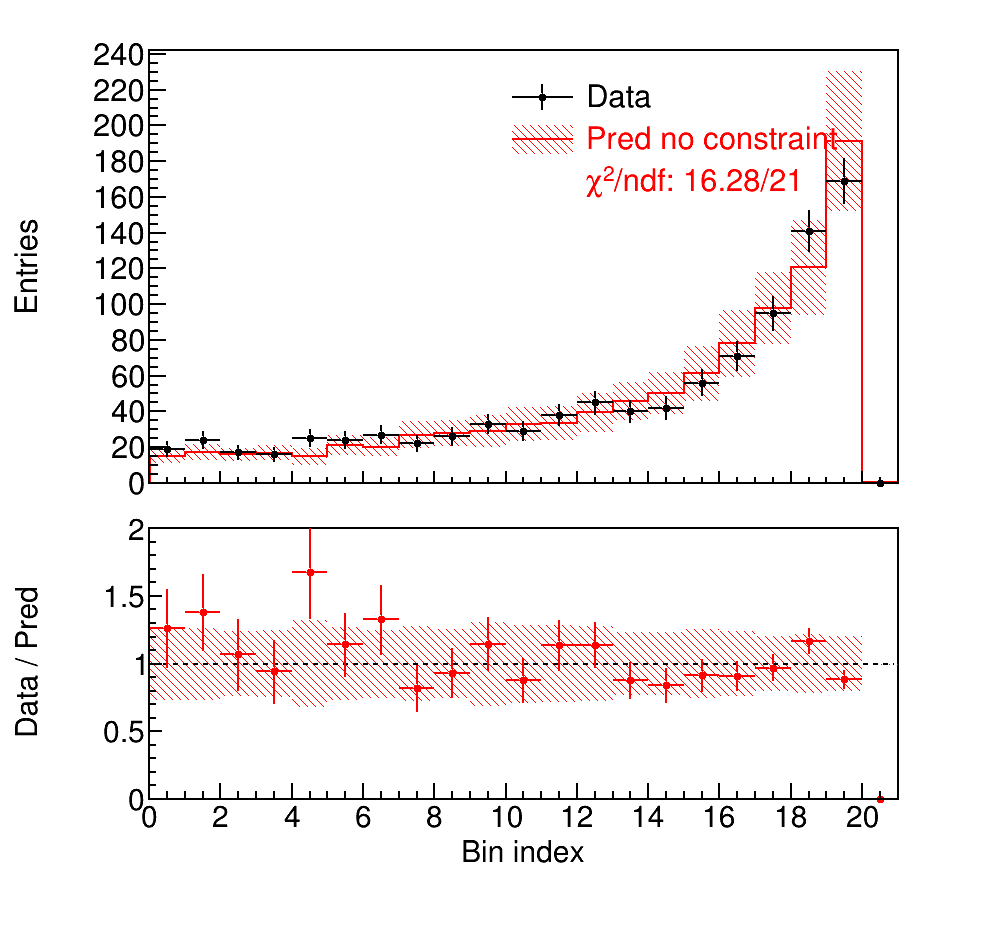 Entries
240
220
200
180
160
140
120
100
80
60
40
20
0
Data
Pred no constraint
χ²/ndf: 16.28/21
Data / Pred
2
1.5
1
0.5
0
0 2 4 6 8 10 12 14 16 18 20
Bin index